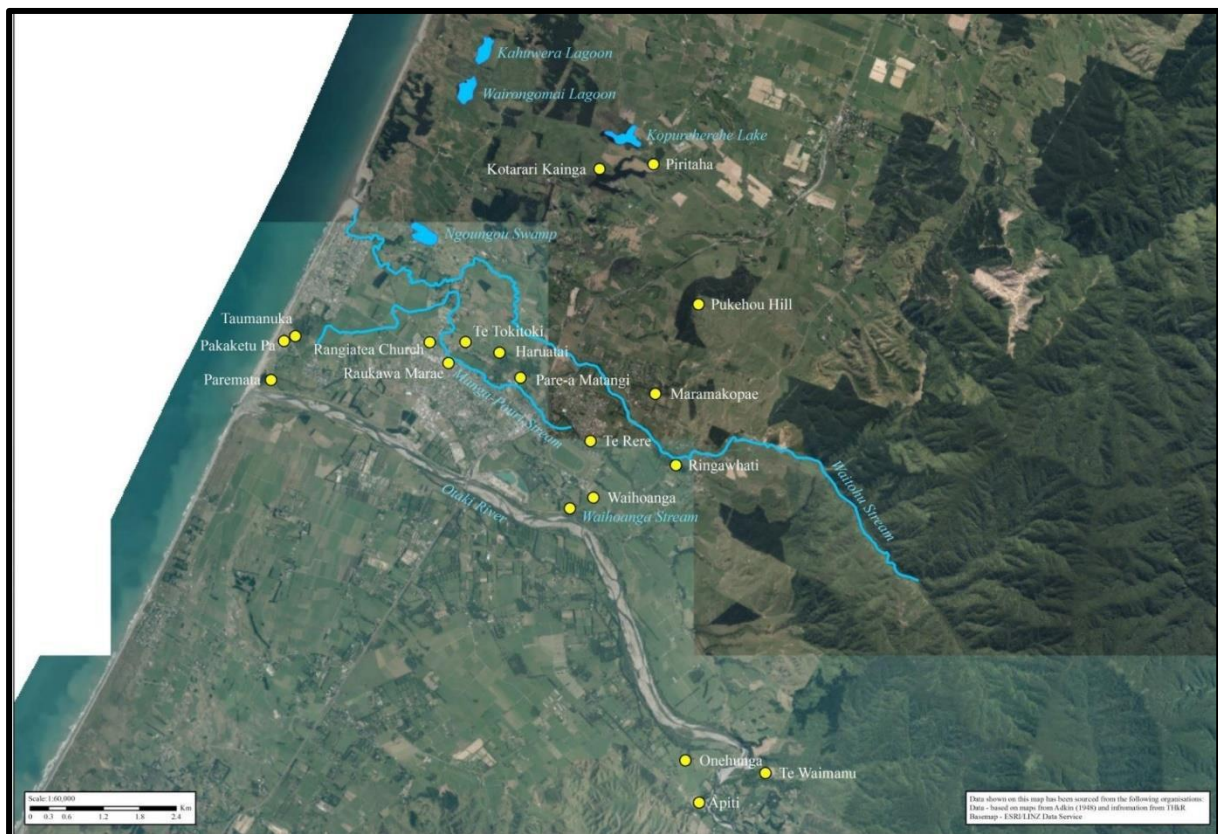 Kahuwera Lagoon
Wairongomai Lagoon
Kopureherehe Lake
Kotarari Kainga
Piritaha
Ngoungou Swamp
Pukehou Hill
Taumanuka
Pakaketu Pa
Te Tokitoki
Rangiatea Church
Haruatai
Raukawa Marae
Pare-a Matangi
Paremata
Mangu-Pouri Stream
Maramakopae
Te Rere
Ringawhati
Otaki River
Waihoanga
Waihoanga Stream
Waitohu Stream
Onehunga
Te Waimanu
Apiti
Scale: 1:60,000
Km
0 0.3 0.6 1.2 1.8 2.4
Data shown on this map has been sourced from the following organisations:
Data - based on maps from Adkin (1948) and infromation from THkR
Basemap - ESRI/LINZ Data Service